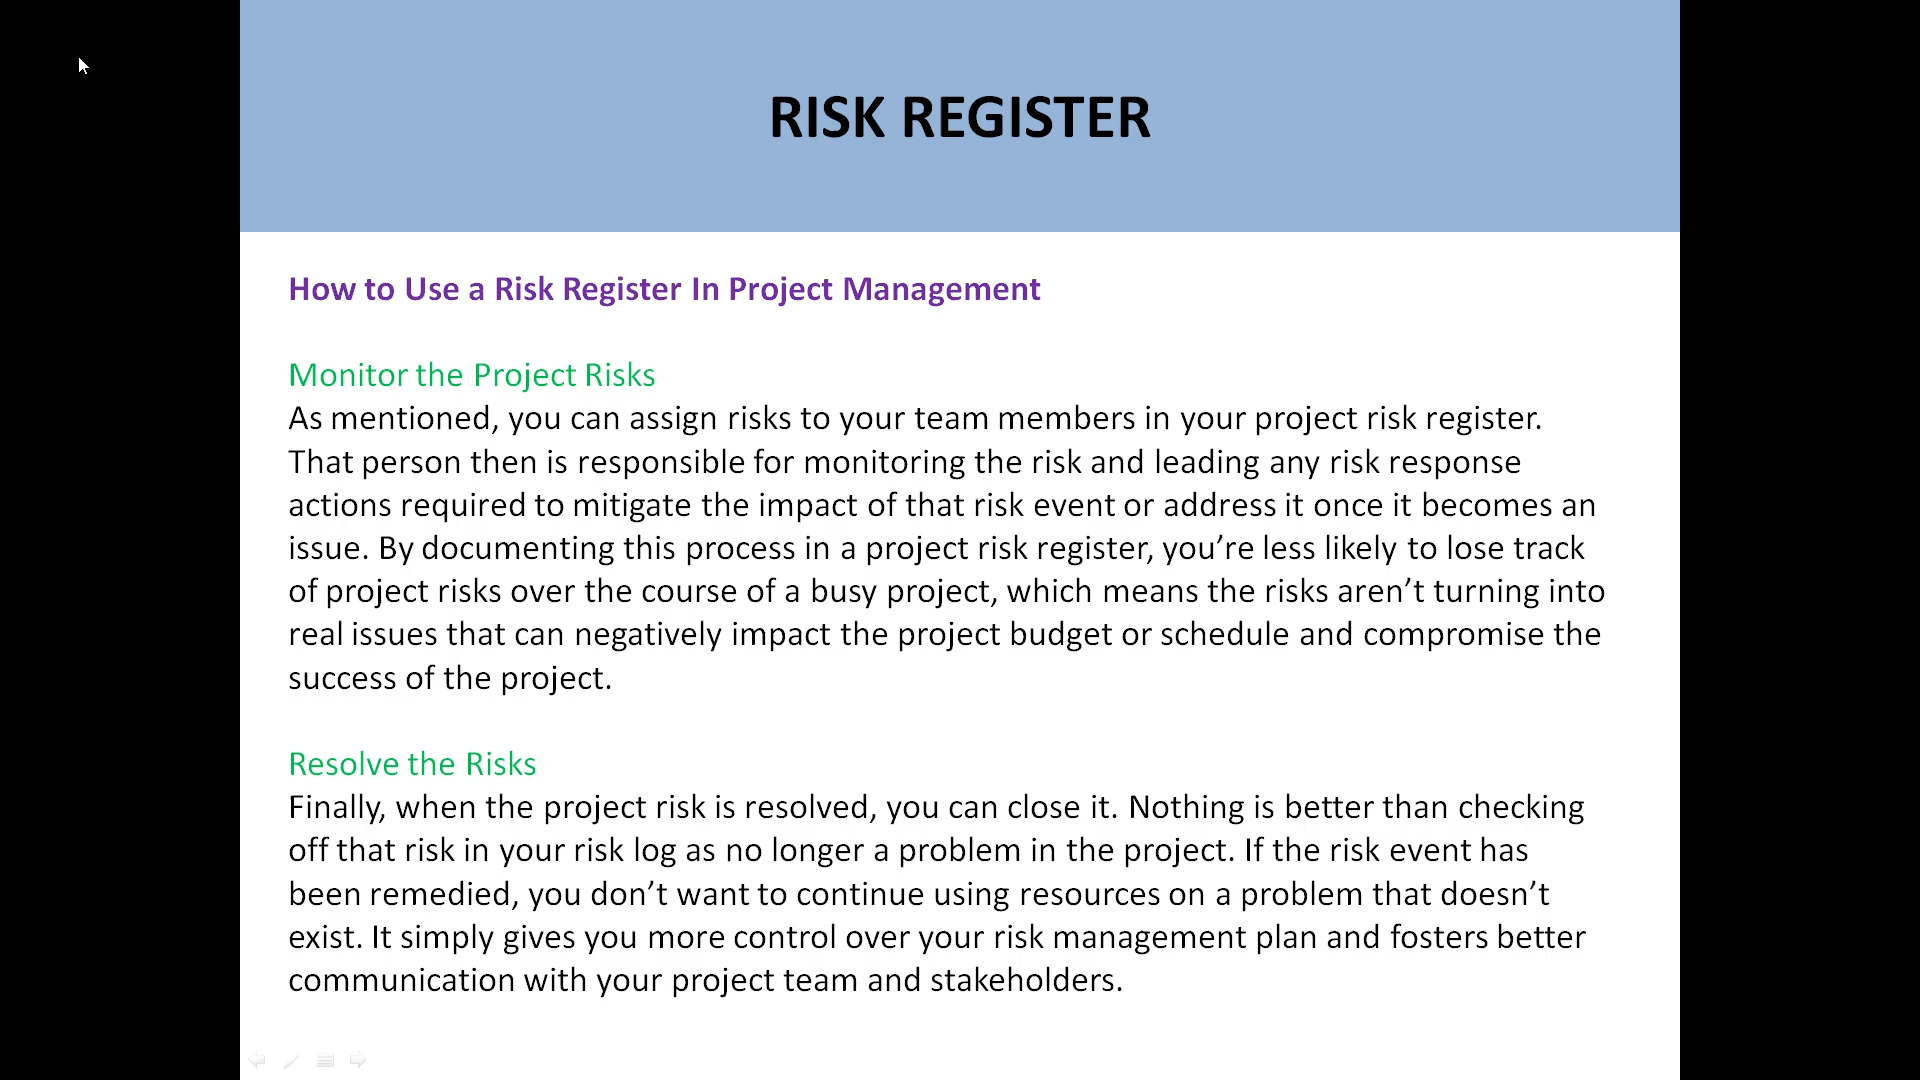 RISK REGISTER
How to Use a Risk Register In Project Management
Monitor the Project Risks
As mentioned, you can assign risks to your team members in your project risk register.
That person then is responsible for monitoring the risk and leading any risk response
actions required to mitigate the impact of that risk event or address it once it becomes an
issue. By documenting this process in a project risk register, you’re less likely to lose track
of project risks over the course of a busy project, which means the risks aren’t turning into
real issues that can negatively impact the project budget or schedule and compromise the
success of the project.
Resolve the Risks
Finally, when the project risk is resolved, you can close it. Nothing is better than checking
off that risk in your risk log as no longer a problem in the project. If the risk event has
been remedied, you don’t want to continue using resources on a problem that doesn’t
exist. It simply gives you more control over your risk management plan and fosters better
communication with your project team and stakeholders.